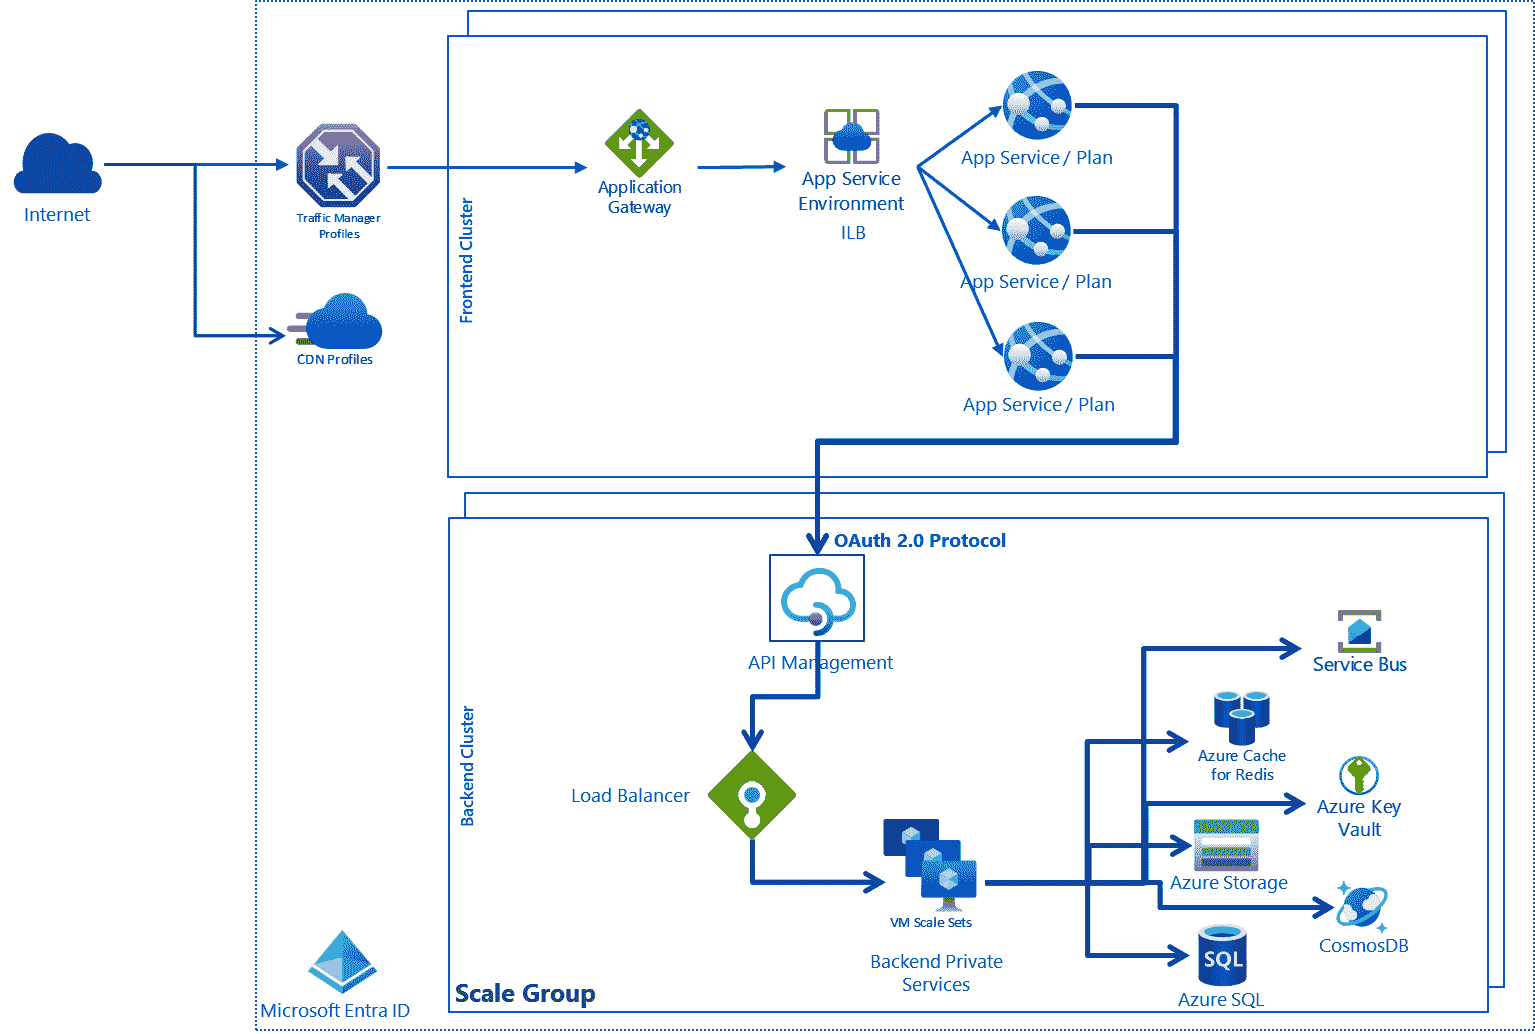 Internet
Traffic Manager
Profiles
CDN Profiles
Microsoft Entra ID
Frontend Cluster
Application
Gateway
App Service
Environment
ILB
App Service / Plan
App Service / Plan
App Service / Plan
OAuth 2.0 Protocol
API Management
Backend Cluster
Load Balancer
VM Scale Sets
Backend Private
Services
Service Bus
Azure Cache
for Redis
Azure Key
Vault
Azure Storage
CosmosDB
SQL
Azure SQL
Scale Group